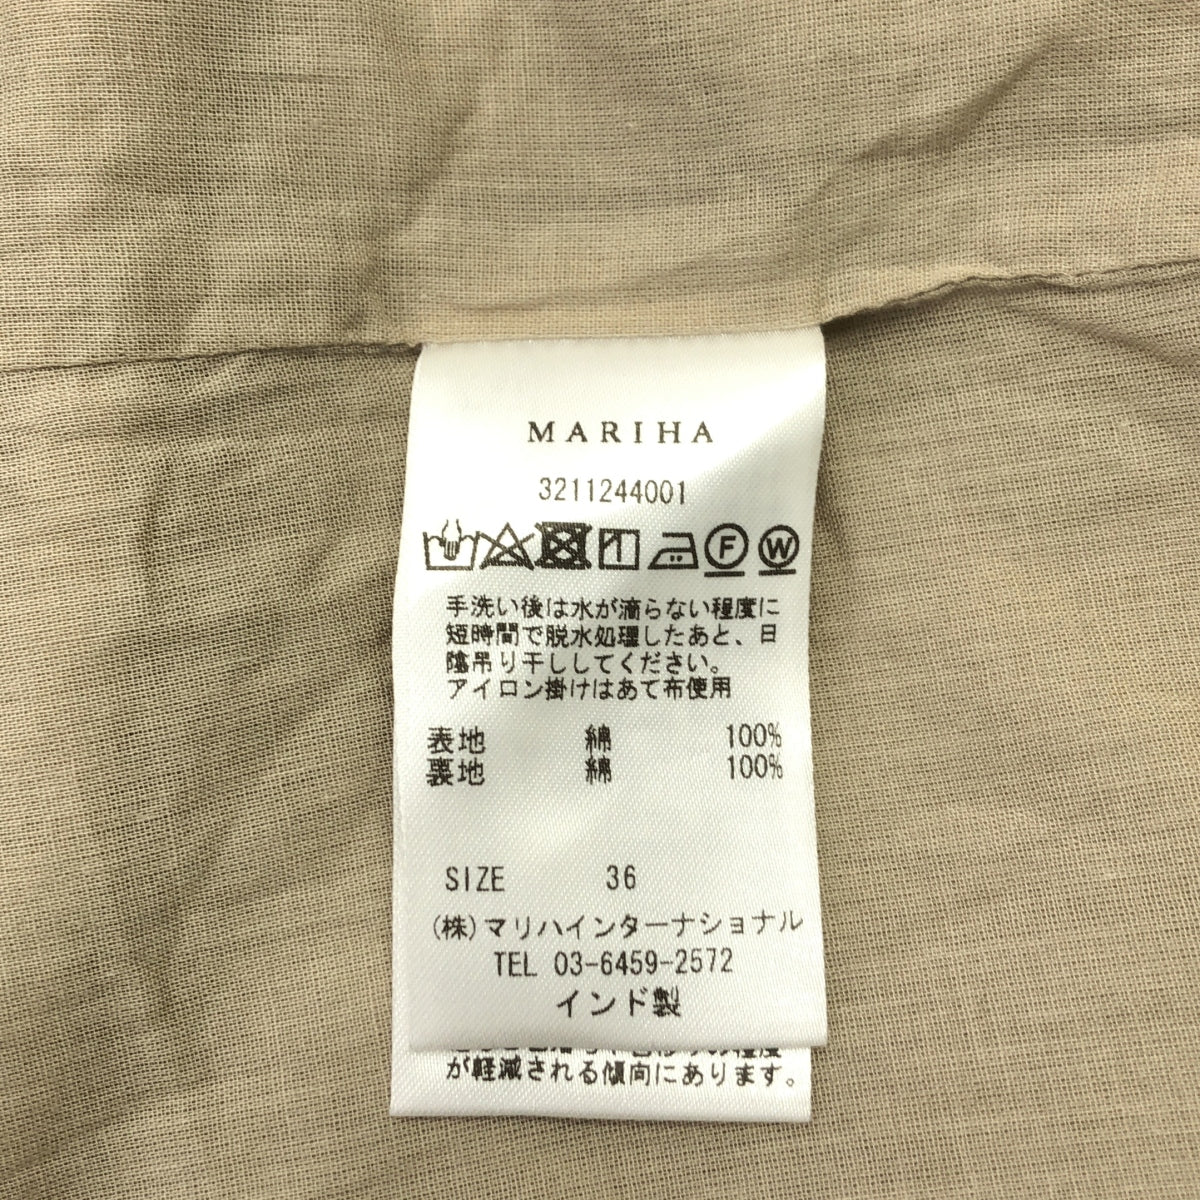 MARIHA
3211244001
F W
手洗い後は水が滴らない程度に
短時間で脱水処理したあと、日
陰吊り干ししてください。
アイロン掛けはあて布使用
表地 綿 100%
裏地 綿 100%
SIZE 36
(株)マリハインターナショナル
TEL 03-6459-2572
インド製
が軽減される傾向にあります。